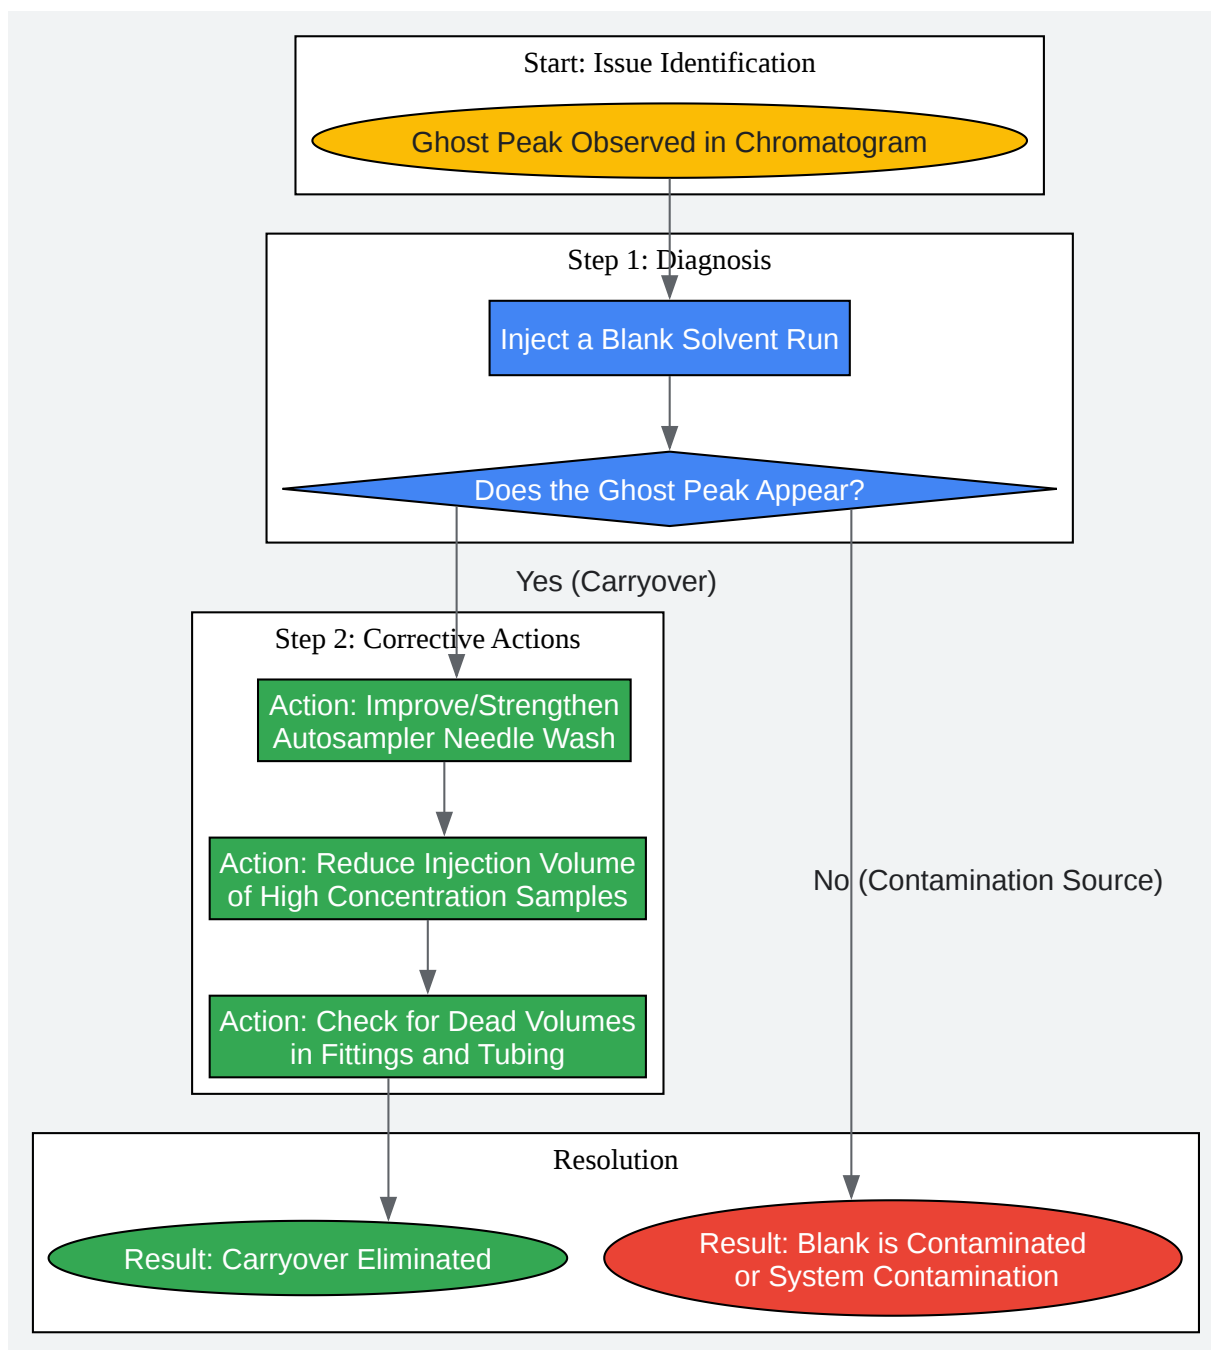 Start: Issue Identification
Ghost Peak Observed in Chromatogram
Step 1: Diagnosis
Inject a Blank Solvent Run
Does the Ghost Peak Appear?
Yes (Carryover)
Step 2: Corrective Actions
Action: Improve/Strengthen
Autosampler Needle Wash
Action: Reduce Injection Volume
of High Concentration Samples
No (Contamination Source)
Action: Check for Dead Volumes
in Fittings and Tubing
Resolution
Result: Carryover Eliminated
Result: Blank is Contaminated
or System Contamination